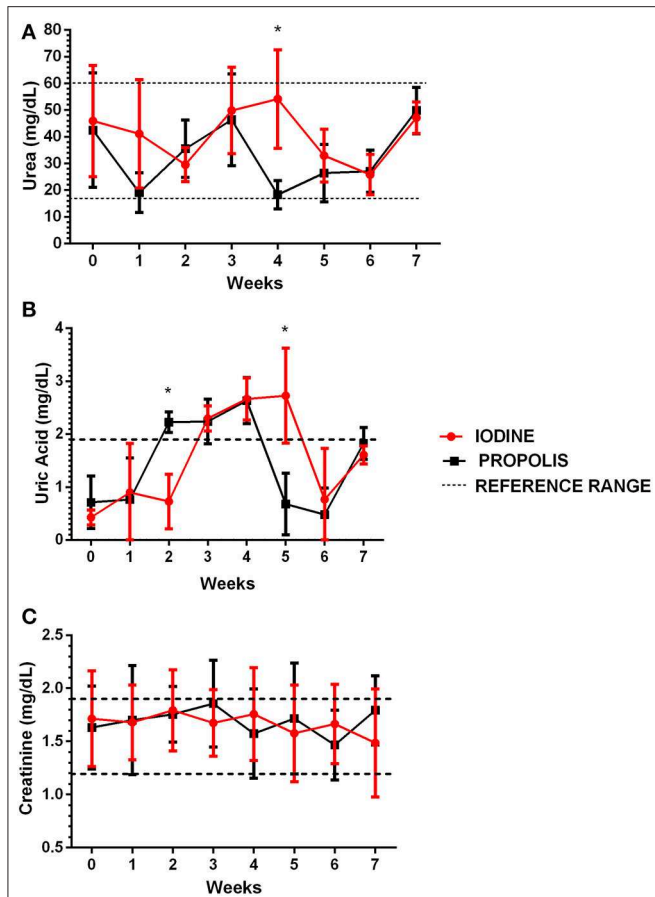 A
*
80
70
60
50
40
30
20
10
0
Urea (mg/dL)
0 1 2 3 4 5 6 7
Weeks
B
*
*
4
3
2
1
0
Uric Acid (mg/dL)
0 1 2 3 4 5 6 7
Weeks
IODINE
PROPOLIS
REFERENCE RANGE
C
2.5
2.0
1.5
1.0
0.5
Creatinine (mg/dL)
0 1 2 3 4 5 6 7
Weeks